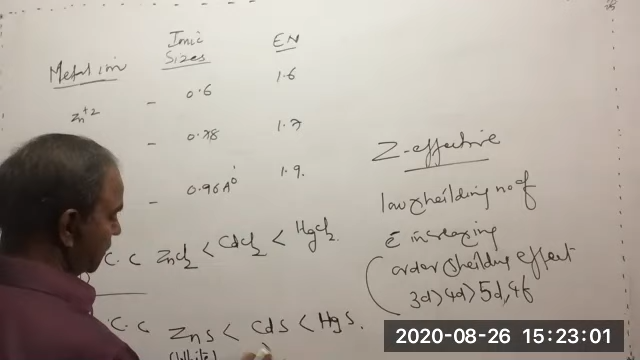 Metal ion
Ionic Sizes
EN
Zn+2 - 0.6 1.6
- 0.78 1.7
- 0.96A° 1.9.
Z-effective
low sheilding no of
e increasing
order sheilding effect
3d>4d>5d,4f
C.C ZnCl2 < CdCl2 < HgCl2.
C.C ZnS < CdS < HgS.
(White)
2020-08-26 15:23:01